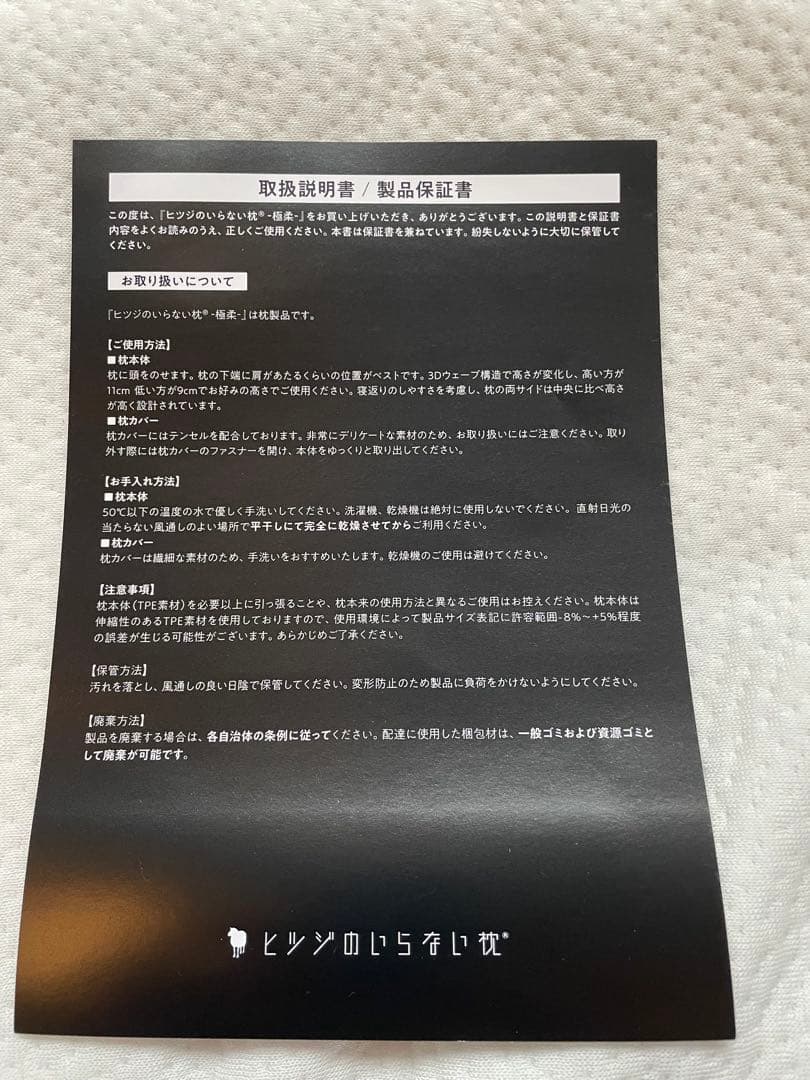 取扱説明書 / 製品保証書
この度は、『ヒツジのいらない枕® -極柔-』をお買い上げいただき、ありがとうございます。この説明書と保証書
内容をよくお読みのうえ、正しくご使用ください。本書は保証書を兼ねています。紛失しないように大切に保管して
ください。
お取り扱いについて
『ヒツジのいらない枕® -極柔-』は枕製品です。
【ご使用方法】
■枕本体
枕に頭をのせます。枕の下端に肩があたるくらいの位置がベストです。3Dウェーブ構造で高さが変化し、高い方が
11cm 低い方が9cmでお好みの高さでご使用ください。寝返りのしやすさを考慮し、枕の両サイドは中央に比べ高さ
が高く設計されています。
■枕カバー
枕カバーにはテンセルを配合しております。非常にデリケートな素材のため、お取り扱いにはご注意ください。取り
外す際には枕カバーのファスナーを開け、本体をゆっくりと取り出してください。
【お手入れ方法】
■枕本体
50℃以下の温度の水で優しく手洗いしてください。洗濯機、乾燥機は絶対に使用しないでください。直射日光の
当たらない風通しのよい場所で平干しにて完全に乾燥させてからご利用ください。
■枕カバー
枕カバーは繊細な素材のため、手洗いをおすすめいたします。乾燥機のご使用は避けてください。
【注意事項】
枕本体（TPE素材）を必要以上に引っ張ることや、枕本来の使用方法と異なるご使用はお控えください。枕本体は
伸縮性のあるTPE素材を使用しておりますので、使用環境によって製品サイズ表記に許容範囲-8%～+5%程度
の誤差が生じる可能性がございます。あらかじめご了承ください。
【保管方法】
汚れを落とし、風通しの良い日陰で保管してください。変形防止のため製品に負荷をかけないようにしてください。
【廃棄方法】
製品を廃棄する場合は、各自治体の条例に従ってください。配達に使用した梱包材は、一般ゴミおよび資源ゴミと
して廃棄が可能です。
ヒツジのいらない枕®